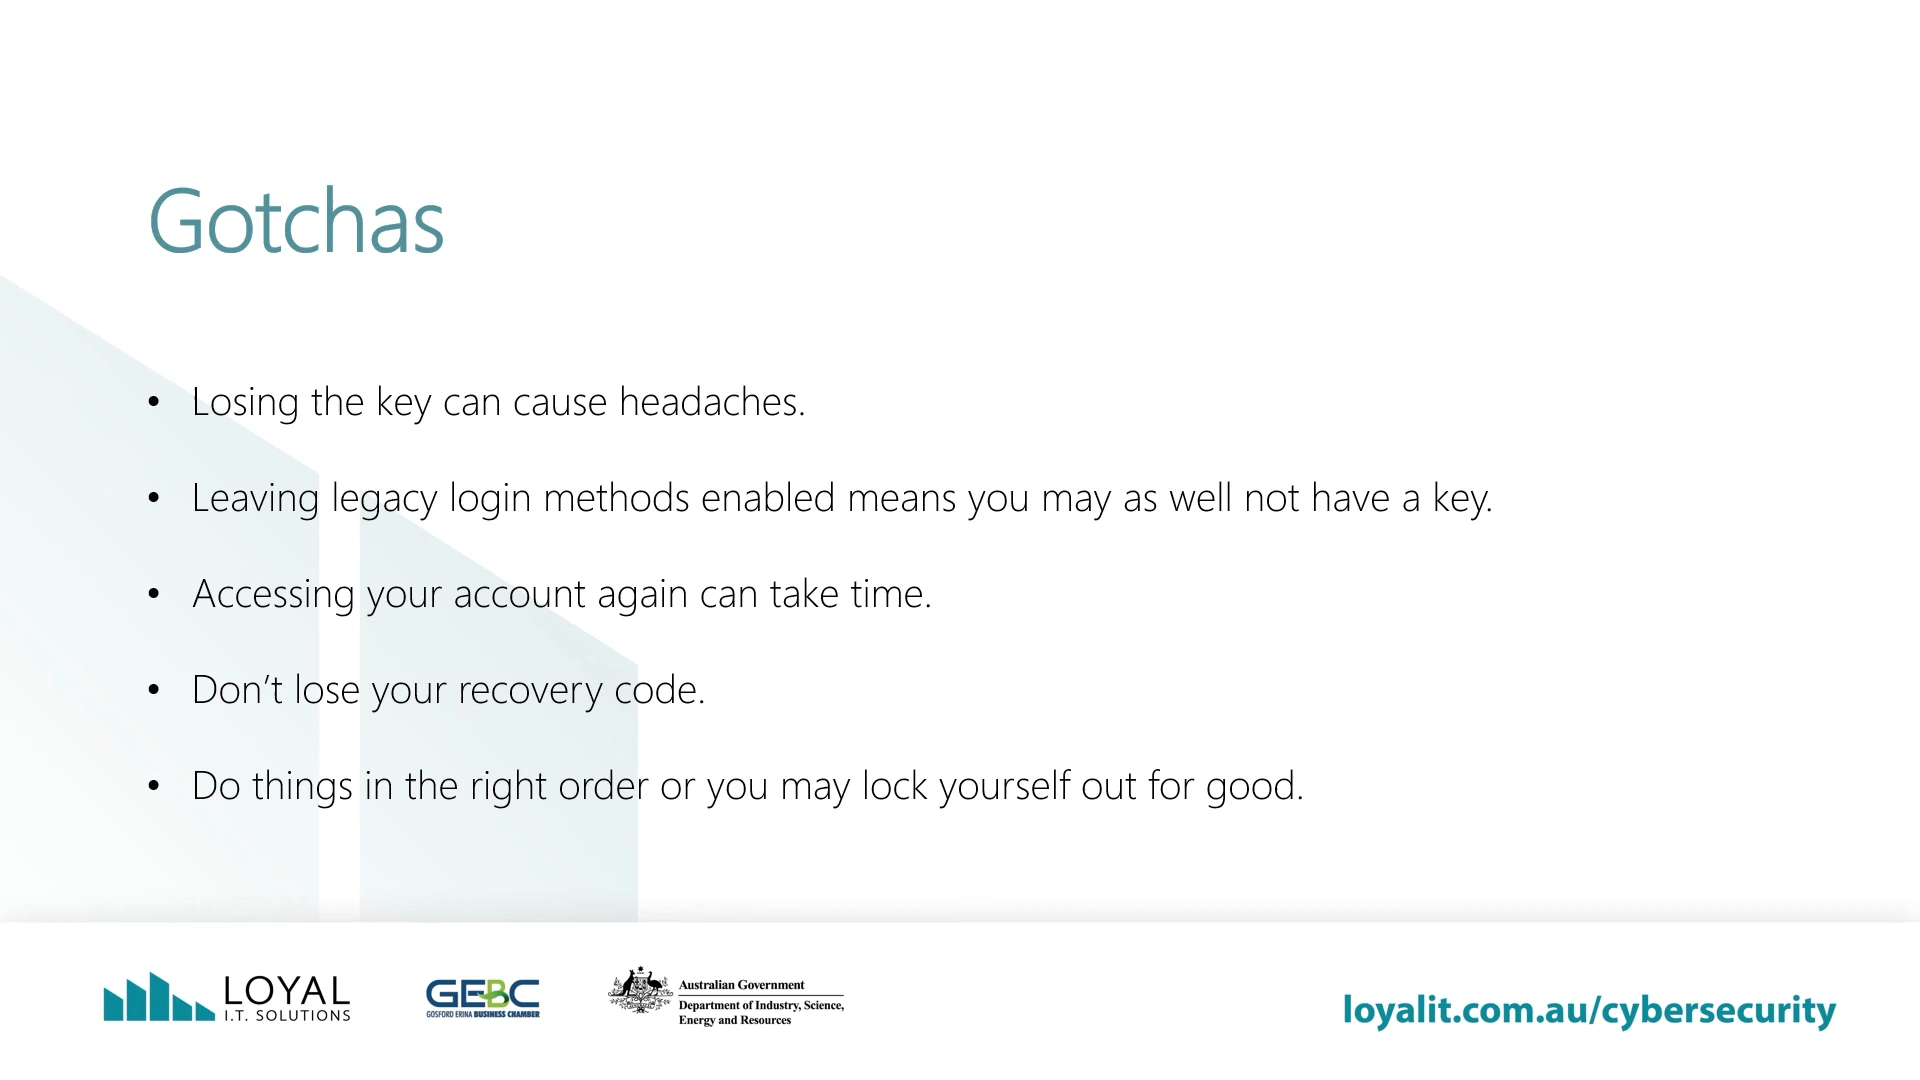 Gotchas
• Losing the key can cause headaches.
• Leaving legacy login methods enabled means you may as well not have a key.
• Accessing your account again can take time.
• Don’t lose your recovery code.
• Do things in the right order or you may lock yourself out for good.
LOYAL
I.T. SOLUTIONS
GEBC
GOSFORD ERINA BUSINESS CHAMBER
Australian Government
Department of Industry, Science,
Energy and Resources
loyalit.com.au/cybersecurity